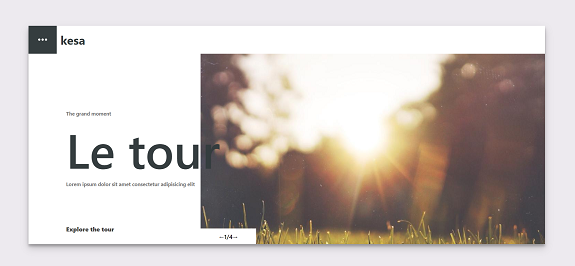 kesa
The grand moment
Le tour
Lorem ipsum dolor sit amet consectetur adipisicing elit
Explore the tour
←1/4→